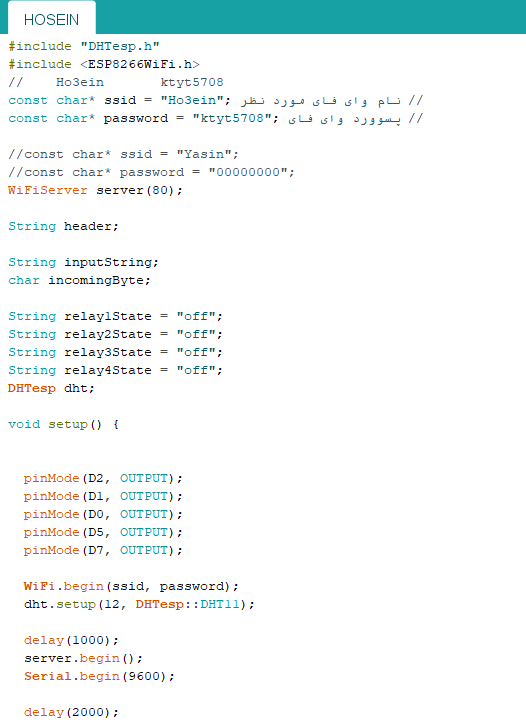 HOSEIN
#include "DHTesp.h"
#include <ESP8266WiFi.h>
//    Ho3ein       ktyt5708
const char* ssid = "Ho3ein"; نام وای فای مورد نظر //
const char* password = "ktyt5708"; پسوورد وای فای //
//const char* ssid = "Yasin";
//const char* password = "00000000";
WiFiServer server(80);
String header;
String inputString;
char incomingByte;
String relay1State = "off";
String relay2State = "off";
String relay3State = "off";
String relay4State = "off";
DHTesp dht;
void setup() {
pinMode(D2, OUTPUT);
pinMode(D1, OUTPUT);
pinMode(D0, OUTPUT);
pinMode(D5, OUTPUT);
pinMode(D7, OUTPUT);
WiFi.begin(ssid, password);
dht.setup(12, DHTesp::DHT11);
delay(1000);
server.begin();
Serial.begin(9600);
delay(2000);